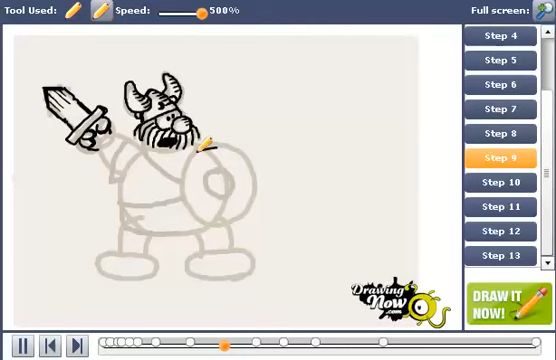 Tool Used:
Speed:
500%
Full screen:
Step 4
Step 5
Step 6
Step 7
Step 8
Step 9
Step 10
Step 11
Step 12
Step 13
Drawing
Now.com
DRAW IT
NOW!